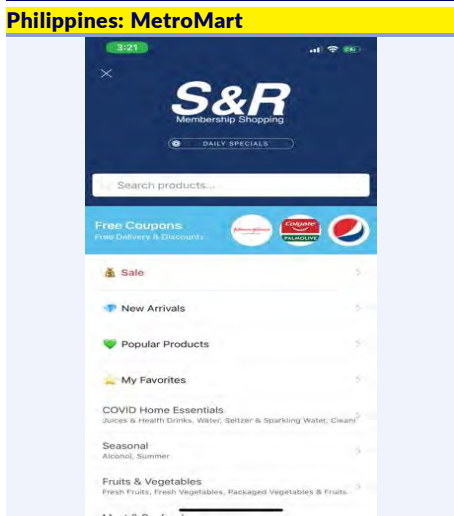 Philippines: MetroMart
3:21
S&R
Membership Shopping
DAILY SPECIALS
Search products...
Free Coupons
Free Delivery & Discounts
Colgate
PALMOLIVE
Sale
New Arrivals
Popular Products
My Favorites
COVID Home Essentials
Juices & Health Drinks, Water, Seltzer & Sparkling Water, Cleani
Seasonal
Alcohol, Summer
Fruits & Vegetables
Fresh Fruits, Fresh Vegetables, Packaged Vegetables & Fruits